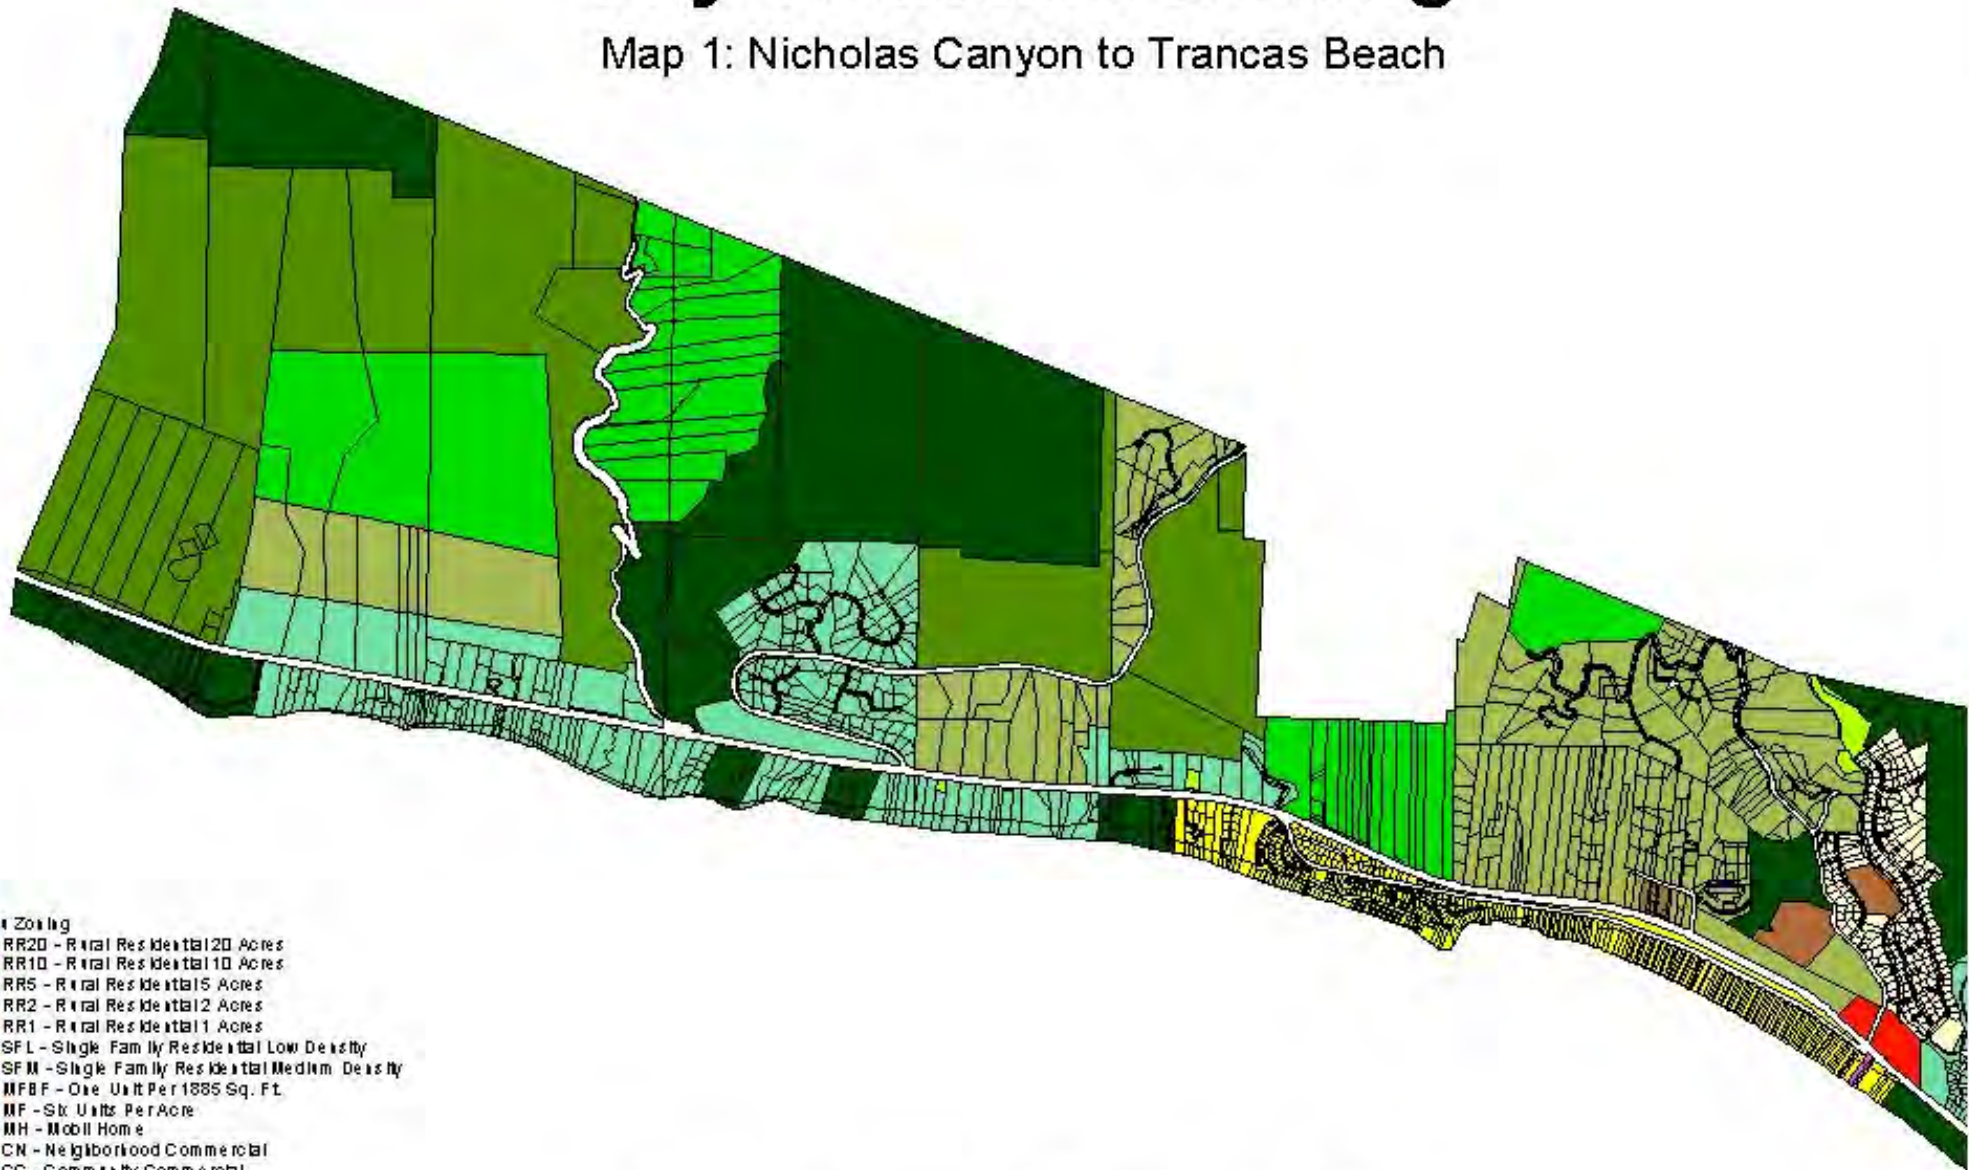 Map 1: Nicholas Canyon to Trancas Beach
Zoning
RR20 - Rural Residential 20 Acres
RR10 - Rural Residential 10 Acres
RR5 - Rural Residential 5 Acres
RR2 - Rural Residential 2 Acres
RR1 - Rural Residential 1 Acres
SFL - Single Family Residential Low Density
SFM - Single Family Residential Medium Density
MFBF - One Unit Per 1885 Sq. Ft.
MF - Six Units Per Acre
MH - Mobil Home
CN - Neighborhood Commercial
CC - Community Commercial